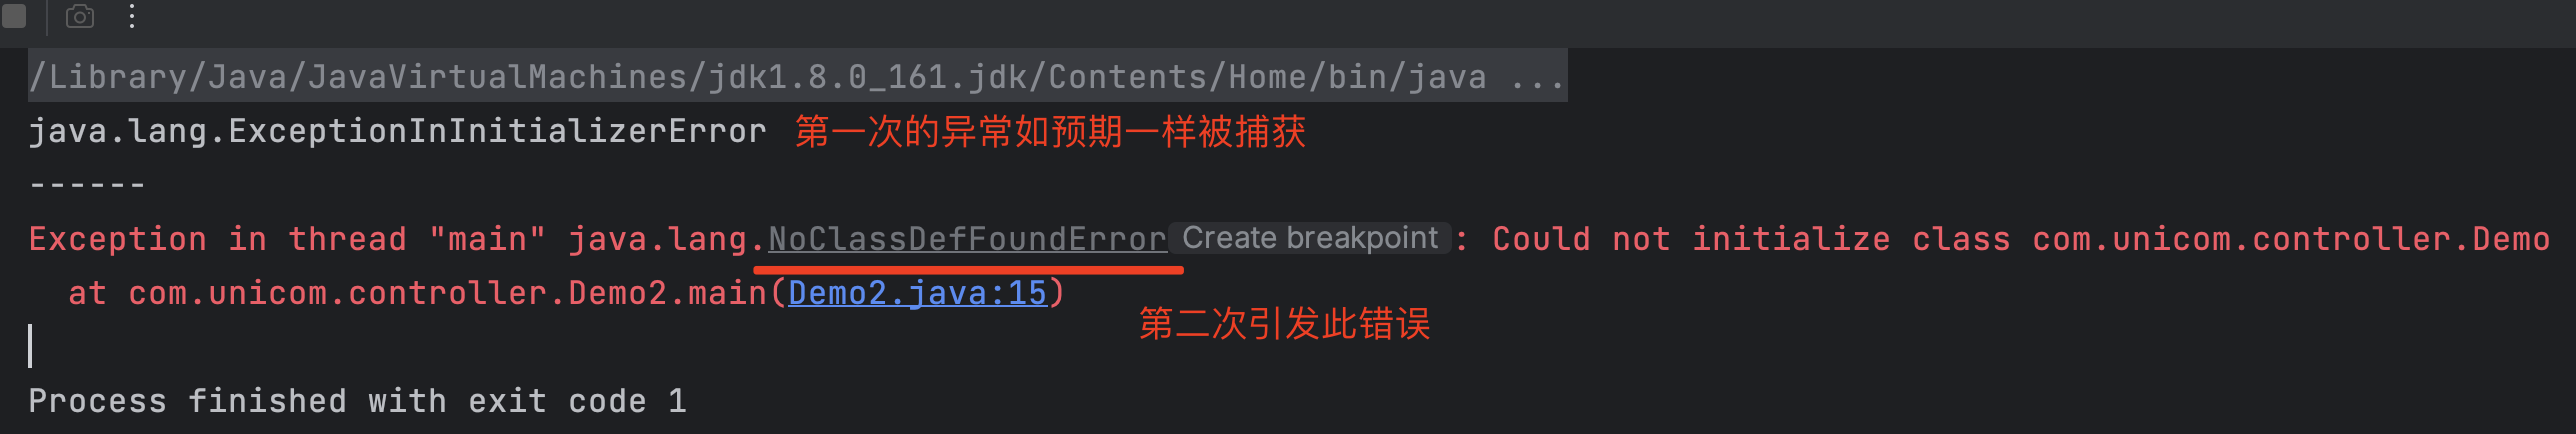 /Library/Java/JavaVirtualMachines/jdk1.8.0_161.jdk/Contents/Home/bin/java ...
java.lang.ExceptionInInitializerError 第一次的异常如预期一样被捕获
------
Exception in thread "main" java.lang.NoClassDefFoundError Create breakpoint : Could not initialize class com.unicom.controller.Demo
at com.unicom.controller.Demo2.main(Demo2.java:15)
第二次引发此错误
Process finished with exit code 1